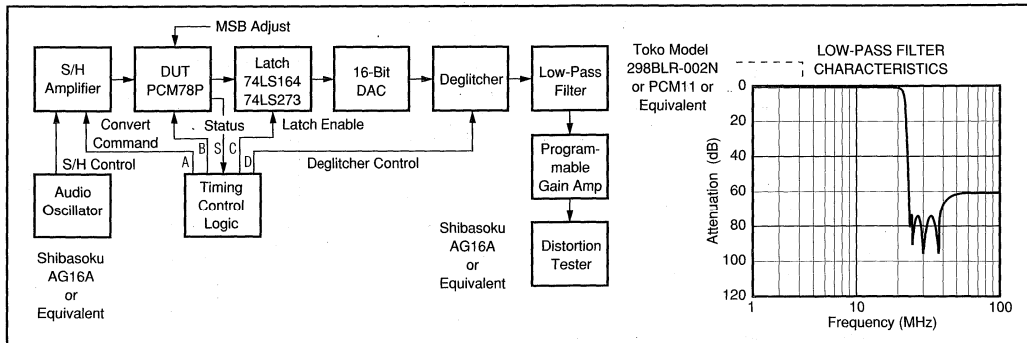 MSB Adjust
S/H
Amplifier
DUT
PCM78P
Latch
74LS164
74LS273
16-Bit
DAC
Deglitcher
Low-Pass
Filter
Toko Model
298BLR-002N
or PCM11 or
Equivalent
Convert
Command
Status
Latch Enable
S/H Control
A
B
S
C
D
Deglitcher Control
Audio
Oscillator
Timing
Control
Logic
Program-
mable
Gain Amp
Distortion
Tester
Shibasoku
AG16A
or
Equivalent
Shibasoku
AG16A
or
Equivalent
LOW-PASS FILTER
CHARACTERISTICS
Attenuation (dB)
0
20
40
60
80
100
120
1
10
100
Frequency (MHz)